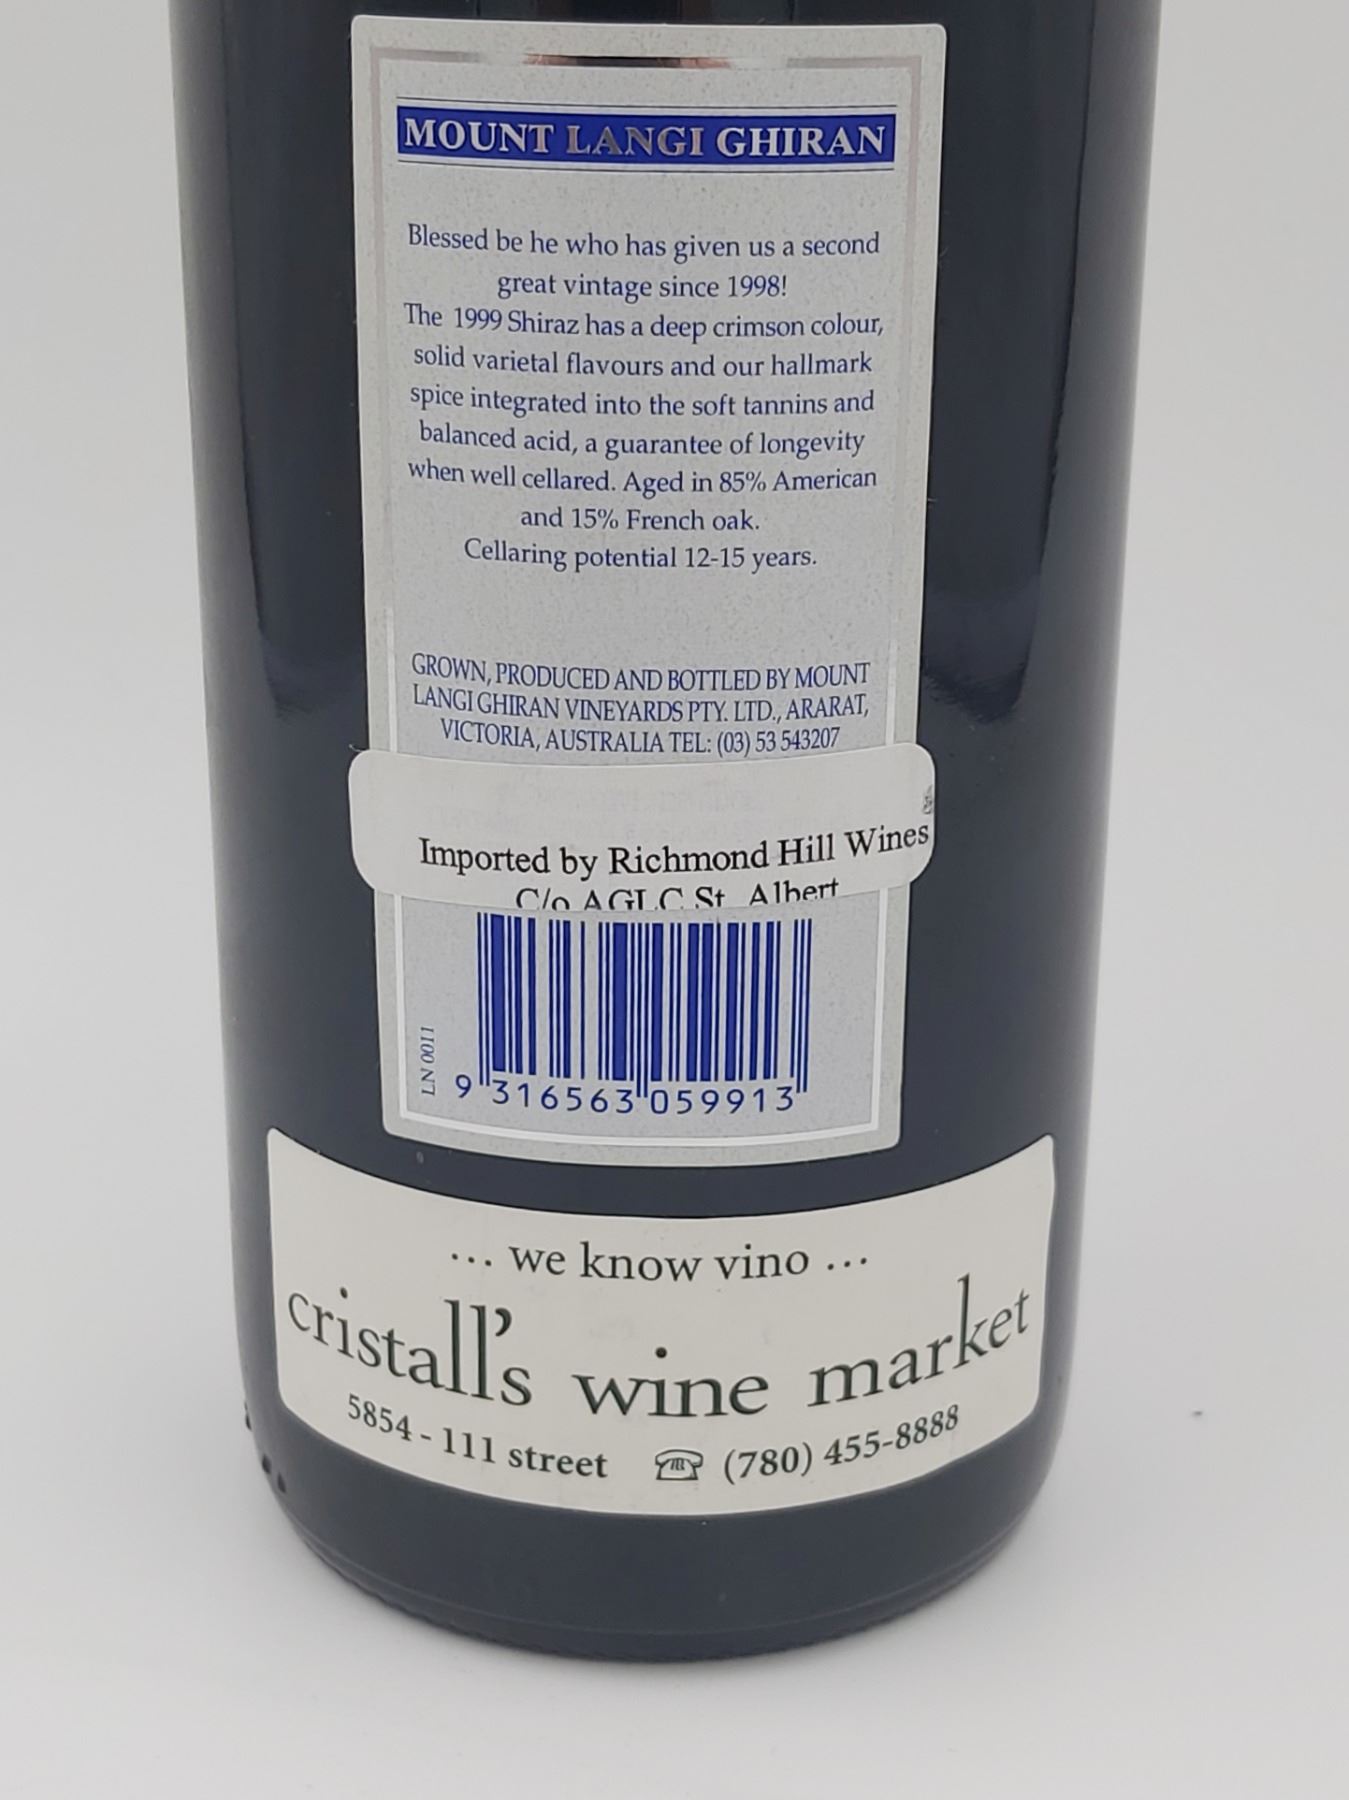 MOUNT LANGI GHIRAN
Blessed be he who has given us a second
great vintage since 1998!
The 1999 Shiraz has a deep crimson colour,
solid varietal flavours and our hallmark
spice integrated into the soft tannins and
balanced acid, a guarantee of longevity
when well cellared. Aged in 85% American
and 15% French oak.
Cellaring potential 12-15 years.
GROWN, PRODUCED AND BOTTLED BY MOUNT
LANGI GHIRAN VINEYARDS PTY. LTD., ARARAT,
VICTORIA, AUSTRALIA TEL: (03) 53 543207
Imported by Richmond Hill Wines
C/o AGLC St. Albert
LN 0011
9 316563 059913
... we know vino ...
cristall's wine market
5854 - 111 street ☎ (780) 455-8888